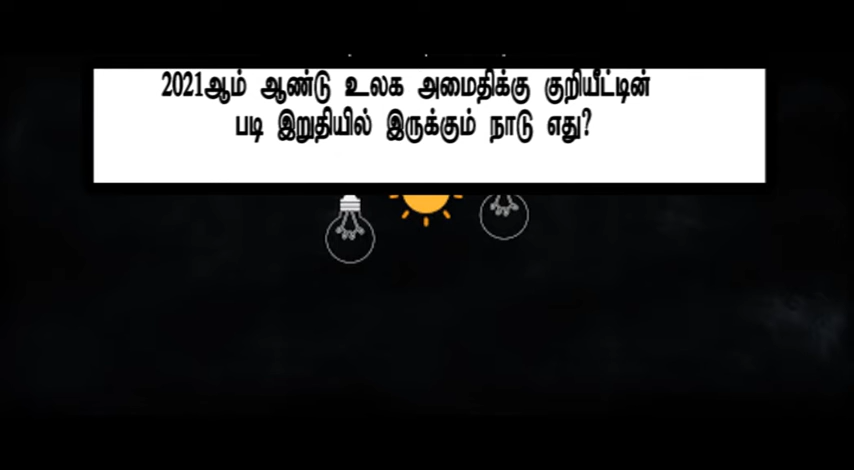 2021ஆம் ஆண்டு உலக அமைதிக்கு குறியீட்டின்
படி இறுதியில் இருக்கும் நாடு எது?